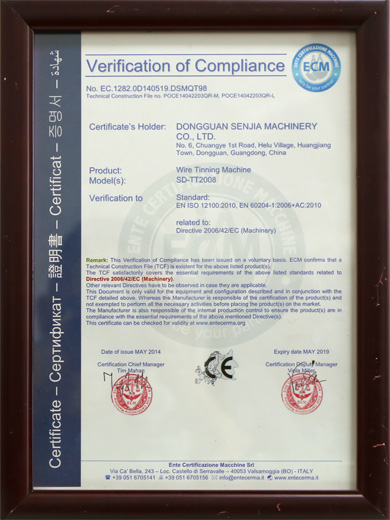 Certificate – Сертификат – 證明書 – Certificat – 증명서 – شهادة
Verification of Compliance
ECM
No. EC.1282.0D140519.DSMQT98
Technical Construction File no. POCE14042203QR-M, POCE14042203QR-L
Certificate's Holder: DONGGUAN SENJIA MACHINERY
CO., LTD.
No. 6, Chuangye 1st Road, Helu Village, Huangjiang
Town, Dongguan, Guangdong, China
Product: Wire Tinning Machine
Model(s): SD-TT2008
Verification to Standard:
EN ISO 12100:2010, EN 60204-1:2006+AC:2010
related to:
Directive 2006/42/EC (Machinery)
Remark: This Verification of Compliance has been issued on a voluntary basis. ECM confirms that a
Technical Construction File (TCF) is existent for the above listed product(s).
The TCF satisfactorily covers the essential requirements of the above listed standards related to
Directive 2006/42/EC (Machinery).
Other relevant Directives have to be observed in case they are applicable.
This Document is only valid for the equipment and configuration described and in conjunction with the
TCF detailed above. Whereas the Manufacturer is responsible of the certification of the product(s) and
not exempted to perform all the necessary activities before placing the product(s) on the market.
The Manufacturer is also responsible of the internal production control to ensure the product(s) are in
compliance with the essential requirements of the above mentioned Directive(s).
This certificate can be checked for validity at www.entecerma.org
Date of issue MAY 2014
Expiry date MAY 2019
Certification Chief Manager
CE
Ente Certificazione Macchine Srl
Via Ca' Bella, 243 – Loc. Castello di Serravalle – 40053 Valsamoggia (BO) - ITALY
+39 051 6705141 +39 051 6705156 info@entecerma.it www.entecerma.it